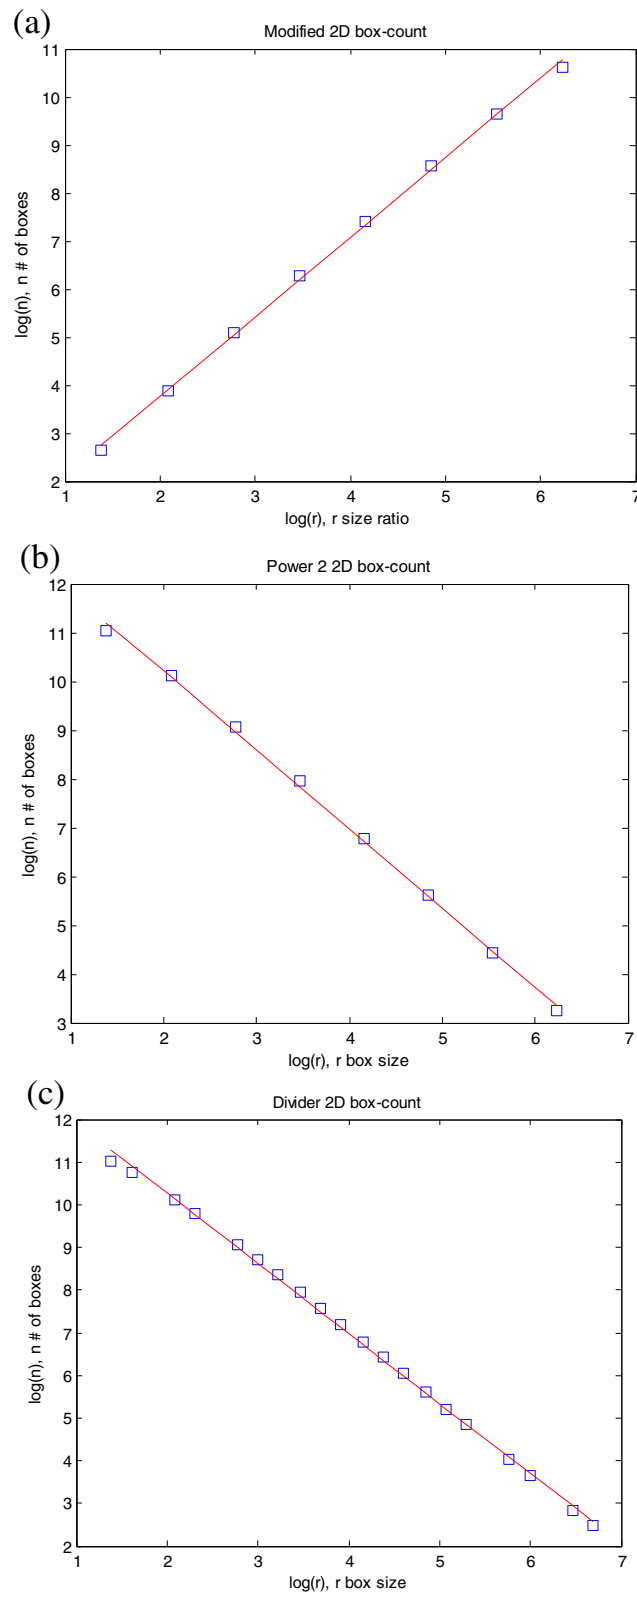 (a)
Modified 2D box-count
11
10
9
8
7
6
5
4
3
2
log(n), n # of boxes
1 2 3 4 5 6 7
log(r), r size ratio
(b)
Power 2 2D box-count
12
11
10
9
8
7
6
5
4
3
log(n), n # of boxes
1 2 3 4 5 6 7
log(r), r box size
(c)
Divider 2D box-count
12
11
10
9
8
7
6
5
4
3
2
log(n), n # of boxes
1 2 3 4 5 6 7
log(r), r box size